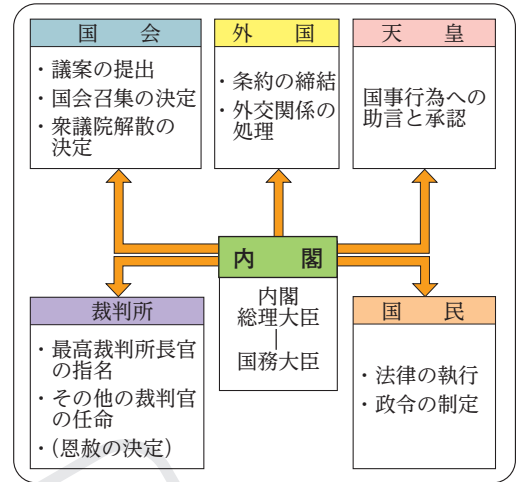 国　会
・議案の提出
・国会召集の決定
・衆議院解散の
決定
外　国
・条約の締結
・外交関係の
処理
天　皇
国事行為への
助言と承認
内　閣
内閣
総理大臣
｜
国務大臣
裁判所
・最高裁判所長官
の指名
・その他の裁判官
の任命
・(恩赦の決定)
国　民
・法律の執行
・政令の制定